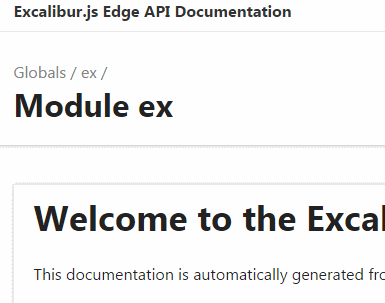 Excalibur.js Edge API Documentation
Globals / ex /
Module ex
Welcome to the Excal
This documentation is automatically generated fro